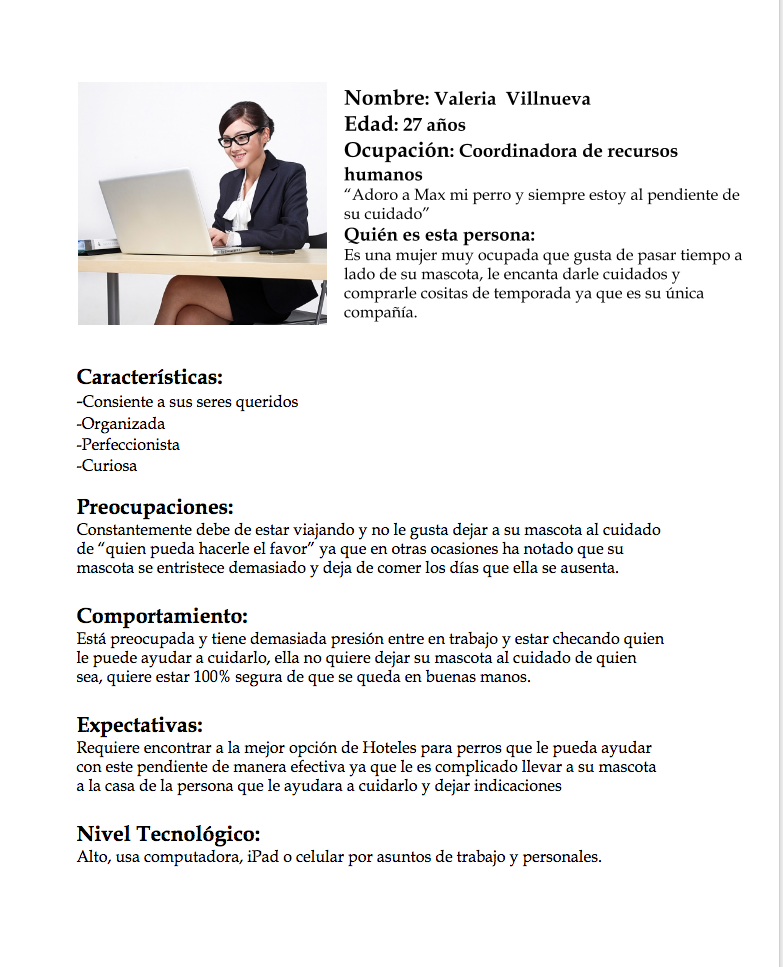 Nombre: Valeria Villnueva
Edad: 27 años
Ocupación: Coordinadora de recursos
humanos
“Adoro a Max mi perro y siempre estoy al pendiente de
su cuidado”
Quién es esta persona:
Es una mujer muy ocupada que gusta de pasar tiempo a
lado de su mascota, le encanta darle cuidados y
comprarle cositas de temporada ya que es su única
compañía.
Características:
-Consiente a sus seres queridos
-Organizada
-Perfeccionista
-Curiosa
Preocupaciones:
Constantemente debe de estar viajando y no le gusta dejar a su mascota al cuidado
de “quien pueda hacerle el favor” ya que en otras ocasiones ha notado que su
mascota se entristece demasiado y deja de comer los días que ella se ausenta.
Comportamiento:
Está preocupada y tiene demasiada presión entre en trabajo y estar checando quien
le puede ayudar a cuidarlo, ella no quiere dejar su mascota al cuidado de quien
sea, quiere estar 100% segura de que se queda en buenas manos.
Expectativas:
Requiere encontrar a la mejor opción de Hoteles para perros que le pueda ayudar
con este pendiente de manera efectiva ya que le es complicado llevar a su mascota
a la casa de la persona que le ayudara a cuidarlo y dejar indicaciones
Nivel Tecnológico:
Alto, usa computadora, iPad o celular por asuntos de trabajo y personales.